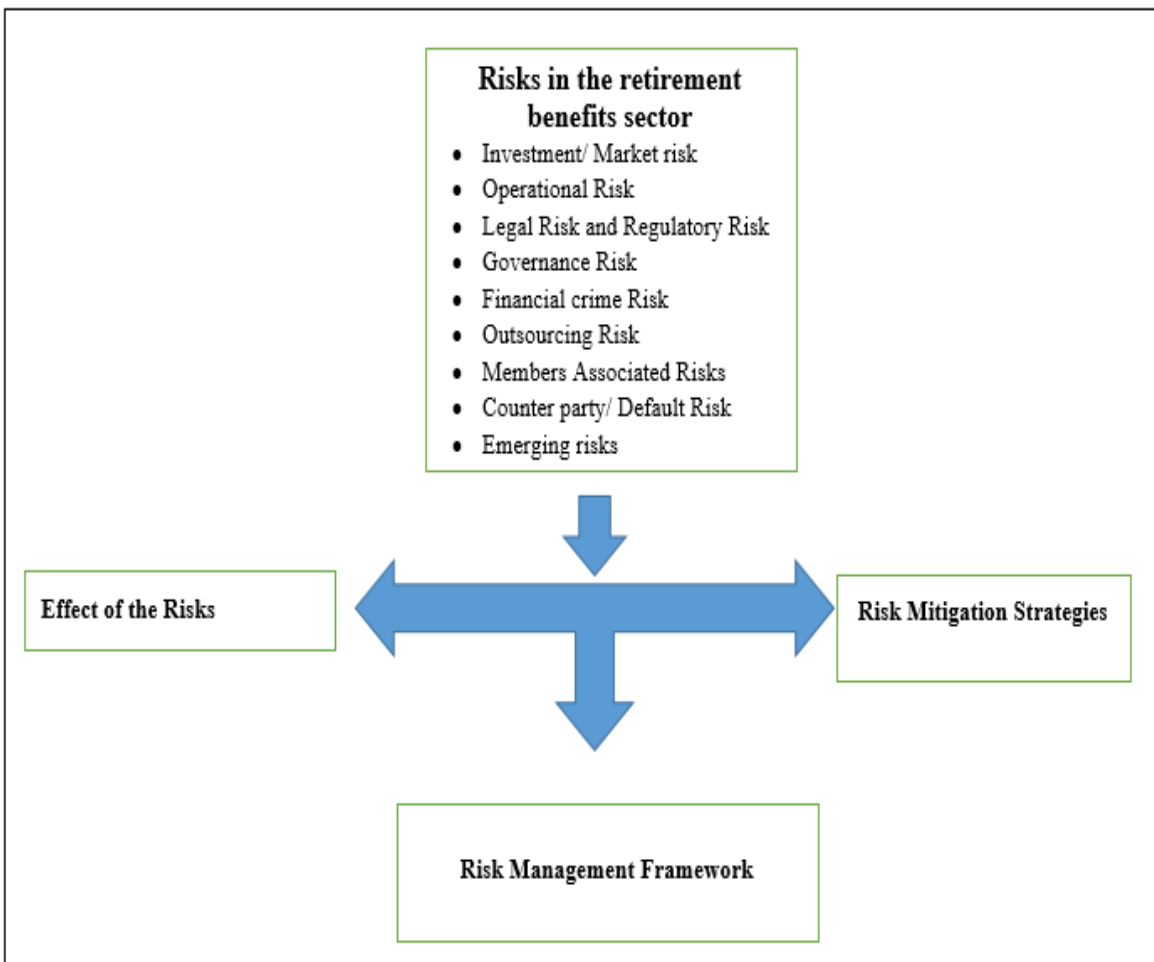 Risks in the retirement
benefits sector
• Investment/ Market risk
• Operational Risk
• Legal Risk and Regulatory Risk
• Governance Risk
• Financial crime Risk
• Outsourcing Risk
• Members Associated Risks
• Counter party/ Default Risk
• Emerging risks
Effect of the Risks
Risk Mitigation Strategies
Risk Management Framework